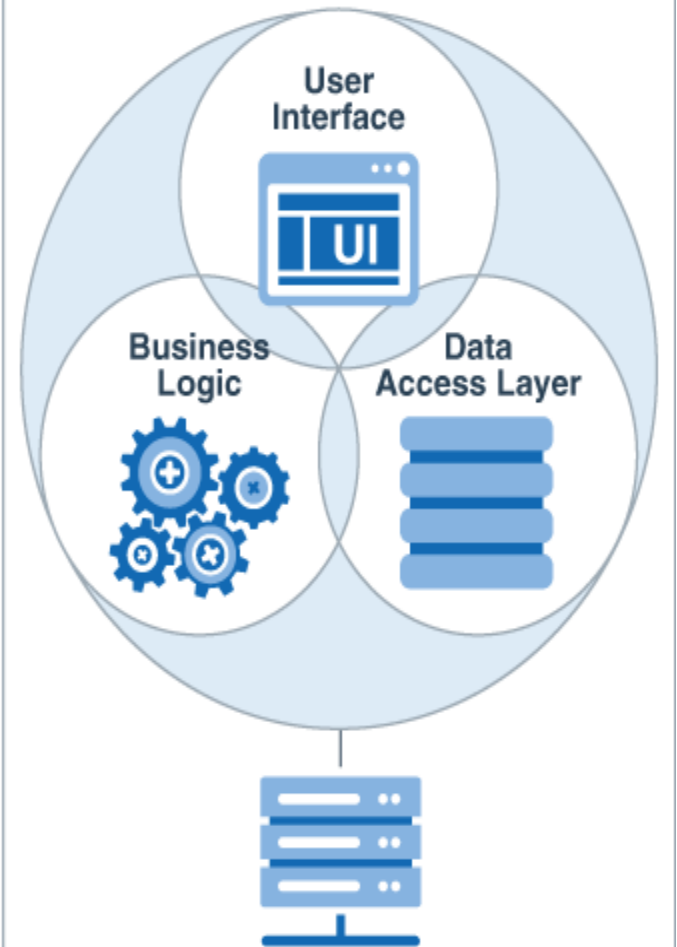 User
Interface
UI
Business
Logic
Data
Access Layer